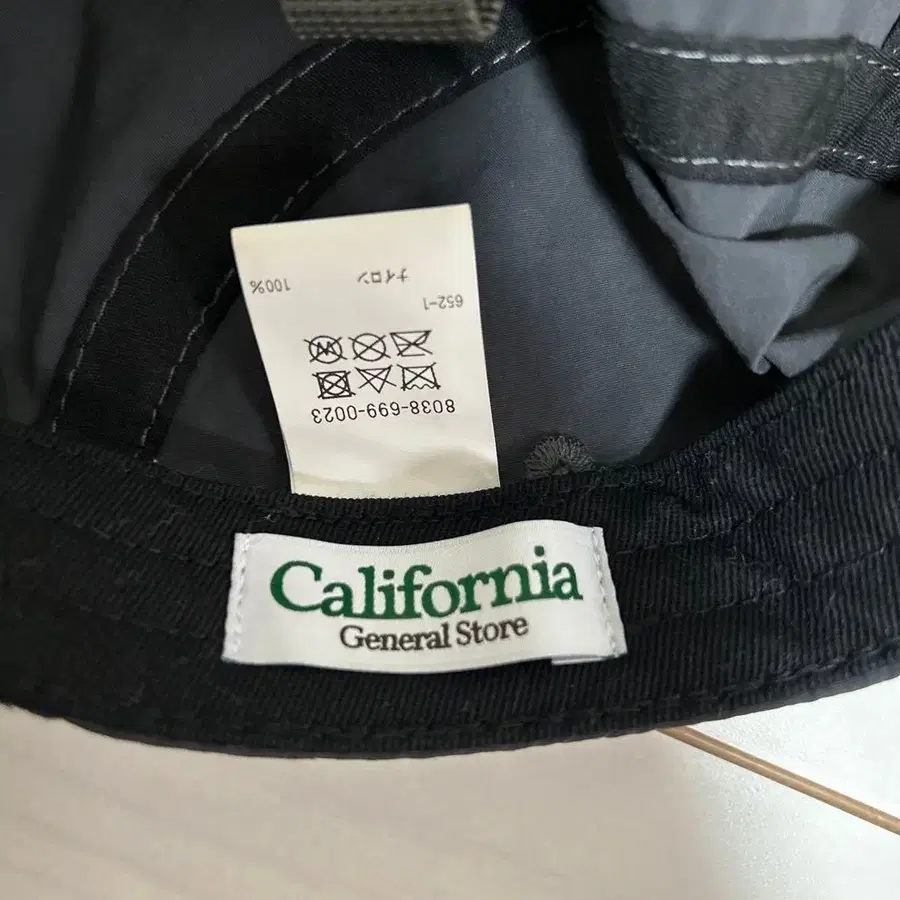 California
General Store
8038-699-0023
652-1
ナイロン 100%